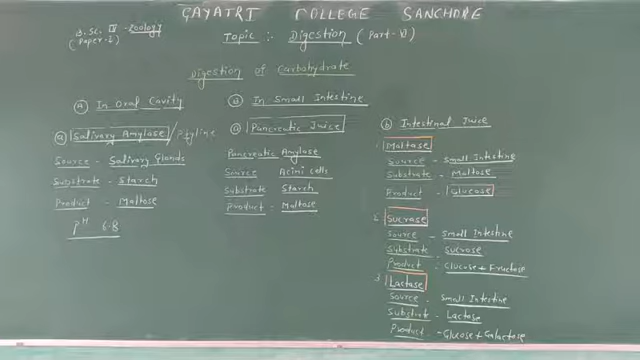 GAYATRI COLLEGE SANCHORE
B.Sc. II - Zoology
(Paper-I)
Topic :- Digestion (Part-V)
Digestion of Carbohydrate
A In Oral Cavity
a Salivary Amylase / Ptyline
Source - Salivary Glands
Substrate - Starch
Product - Maltose
pH 6.8
B In Small Intestine
a Pancreatic Juice
Pancreatic Amylase
Source Acini cells
Substrate Starch
Product - Maltose
b Intestinal Juice
1. Maltase
Source - Small Intestine
Substrate - Maltose
Product - Glucose
2. Sucrase
Source - Small Intestine
Substrate - Sucrose
Product - Glucose + Fructose
3. Lactase
Source - Small Intestine
Substrate - Lactose
Product - Glucose + Galactose